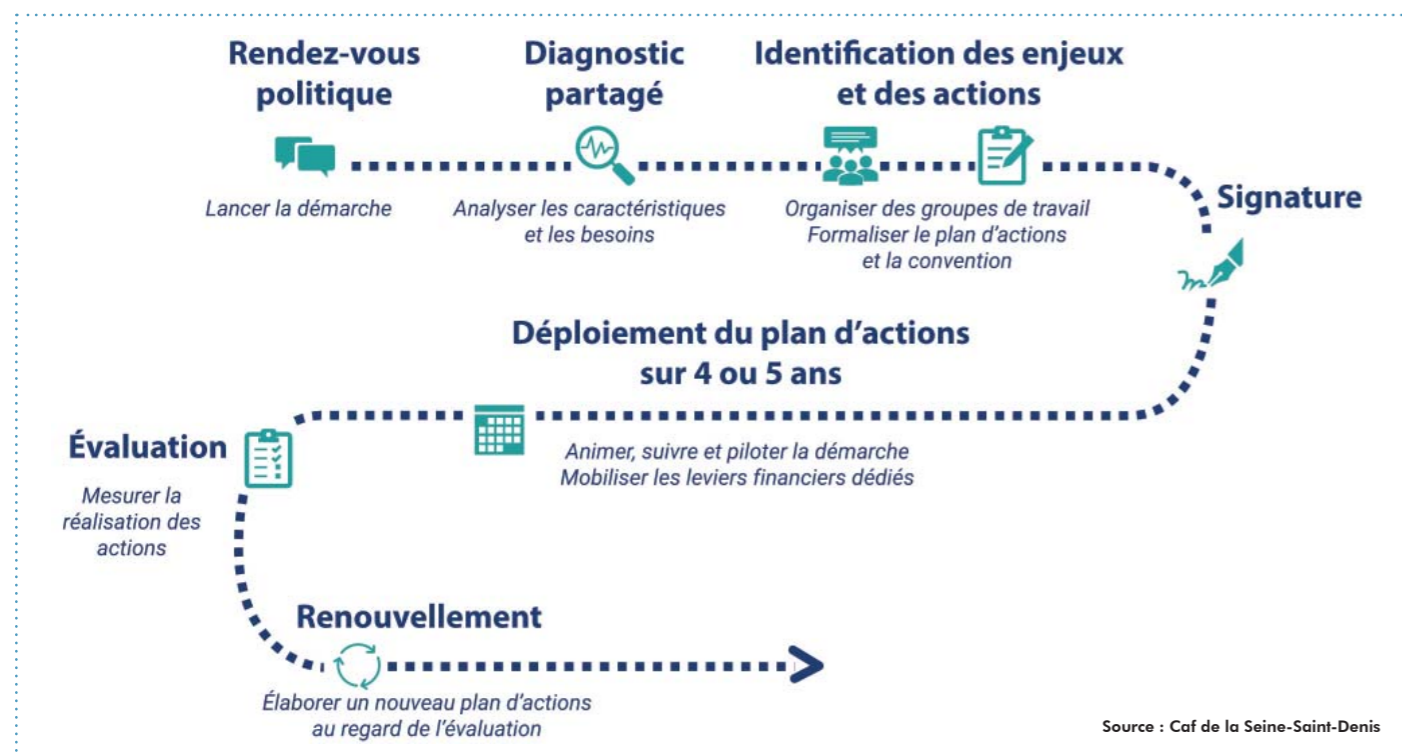 Rendez-vous
politique
Lancer la démarche
Diagnostic
partagé
Analyser les caractéristiques
et les besoins
Identification des enjeux
et des actions
Organiser des groupes de travail
Formaliser le plan d'actions
et la convention
Signature
Déploiement du plan d'actions
sur 4 ou 5 ans
Animer, suivre et piloter la démarche
Mobiliser les leviers financiers dédiés
Évaluation
Mesurer la
réalisation des
actions
Renouvellement
Élaborer un nouveau plan d'actions
au regard de l'évaluation
Source : Caf de la Seine-Saint-Denis